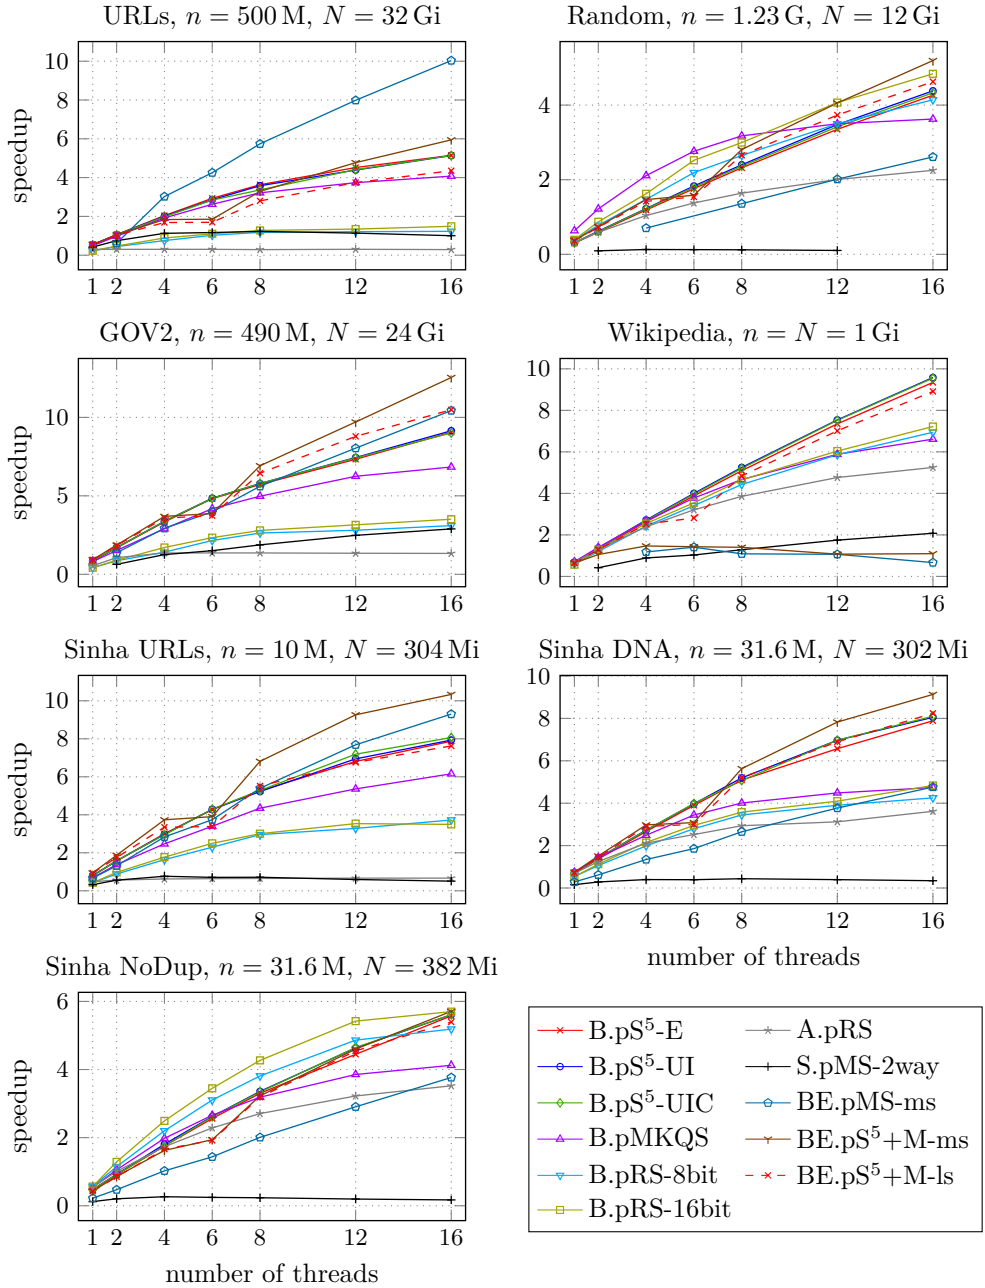 URLs, n = 500 M, N = 32 Gi
Random, n = 1.23 G, N = 12 Gi
speedup
10
8
6
4
2
0
1 2 4 6 8 12 16
4
2
0
1 2 4 6 8 12 16
GOV2, n = 490 M, N = 24 Gi
Wikipedia, n = N = 1 Gi
speedup
10
5
0
1 2 4 6 8 12 16
10
8
6
4
2
0
1 2 4 6 8 12 16
Sinha URLs, n = 10 M, N = 304 Mi
Sinha DNA, n = 31.6 M, N = 302 Mi
speedup
10
8
6
4
2
0
1 2 4 6 8 12 16
10
8
6
4
2
0
1 2 4 6 8 12 16
number of threads
Sinha NoDup, n = 31.6 M, N = 382 Mi
speedup
6
4
2
0
1 2 4 6 8 12 16
number of threads
B.pS⁵-E
B.pS⁵-UI
B.pS⁵-UIC
B.pMKQS
B.pRS-8bit
B.pRS-16bit
A.pRS
S.pMS-2way
BE.pMS-ms
BE.pS⁵+M-ms
BE.pS⁵+M-ls